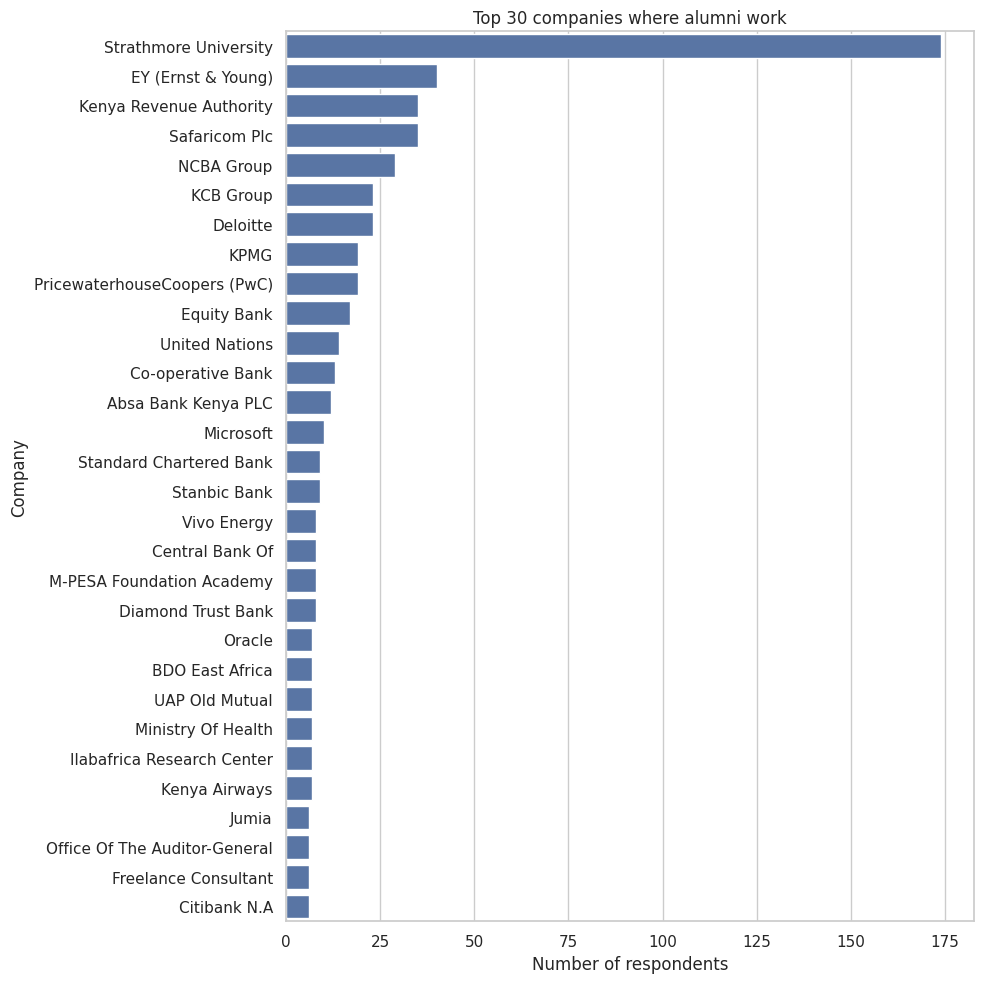 Top 30 companies where alumni work
Strathmore University
EY (Ernst & Young)
Kenya Revenue Authority
Safaricom Plc
NCBA Group
KCB Group
Deloitte
KPMG
PricewaterhouseCoopers (PwC)
Equity Bank
United Nations
Co-operative Bank
Absa Bank Kenya PLC
Microsoft
Standard Chartered Bank
Stanbic Bank
Vivo Energy
Central Bank Of
M-PESA Foundation Academy
Diamond Trust Bank
Oracle
BDO East Africa
UAP Old Mutual
Ministry Of Health
Ilabafrica Research Center
Kenya Airways
Jumia
Office Of The Auditor-General
Freelance Consultant
Citibank N.A
Company
0 25 50 75 100 125 150 175
Number of respondents